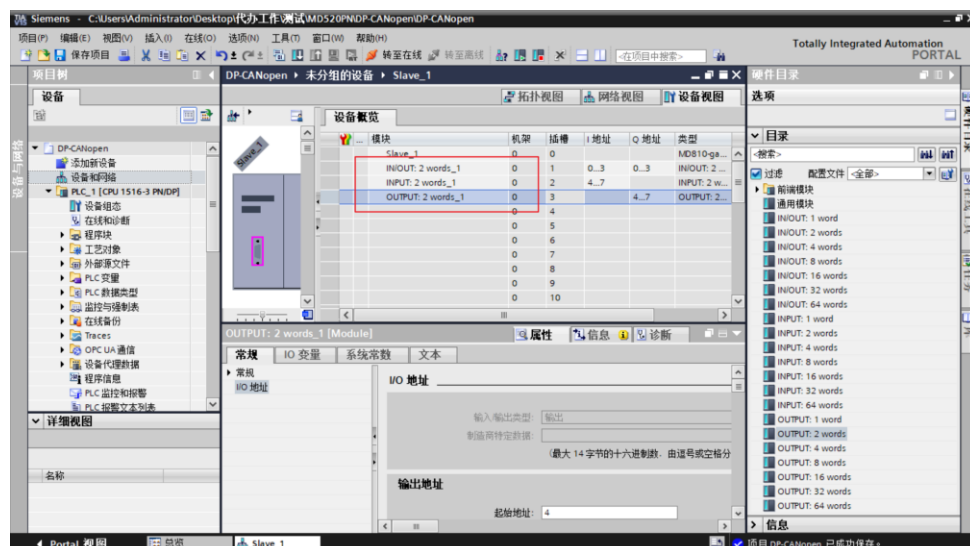 Siemens - C:\Users\Administrator\Desktop\代办工作\测试\MD520PN\DP-CANopen\DP-CANopen
项目(P) 编辑(E) 视图(V) 插入(I) 在线(O) 选项(N) 工具(T) 窗口(W) 帮助(H)
Totally Integrated Automation
PORTAL
保存项目 转至在线 转至离线 <在项目中搜索>
项目树
设备
DP-CANopen
添加新设备
设备和网络
PLC_1 [CPU 1516-3 PN/DP]
设备组态
在线和诊断
程序块
工艺对象
外部源文件
PLC 变量
PLC 数据类型
监控与强制表
在线备份
Traces
OPC UA 通信
设备代理数据
程序信息
PLC 监控和报警
PLC 报警文本列表
详细视图
名称
设备与网络
DP-CANopen ▸ 未分组的设备 ▸ Slave_1
拓扑视图 网络视图 设备视图
设备概览
模块 机架 插槽 I 地址 Q 地址 类型
Slave_1 0 0 MD810-ga...
IN/OUT: 2 words_1 0 1 0...3 0...3 IN/OUT: 2 ...
INPUT: 2 words_1 0 2 4...7 INPUT: 2 w...
OUTPUT: 2 words_1 0 3 4...7 OUTPUT: 2...
0 4
0 5
0 6
0 7
0 8
0 9
0 10
Slave_1
OUTPUT: 2 words_1 [Module]
属性 信息 诊断
常规 IO 变量 系统常数 文本
常规
I/O 地址
I/O 地址
输入/输出类型: 输出
制造商特定数据:
(最大 14 字节的十六进制数，由逗号或空格分
输出地址
起始地址: 4
硬件目录
选项
目录
<搜索>
过滤 配置文件 <全部>
前端模块
通用模块
IN/OUT: 1 word
IN/OUT: 2 words
IN/OUT: 4 words
IN/OUT: 8 words
IN/OUT: 16 words
IN/OUT: 32 words
IN/OUT: 64 words
INPUT: 1 word
INPUT: 2 words
INPUT: 4 words
INPUT: 8 words
INPUT: 16 words
INPUT: 32 words
INPUT: 64 words
OUTPUT: 1 word
OUTPUT: 2 words
OUTPUT: 4 words
OUTPUT: 8 words
OUTPUT: 16 words
OUTPUT: 32 words
OUTPUT: 64 words
信息
Portal 视图 总览 Slave_1 项目 DP-CANopen 已成功保存。